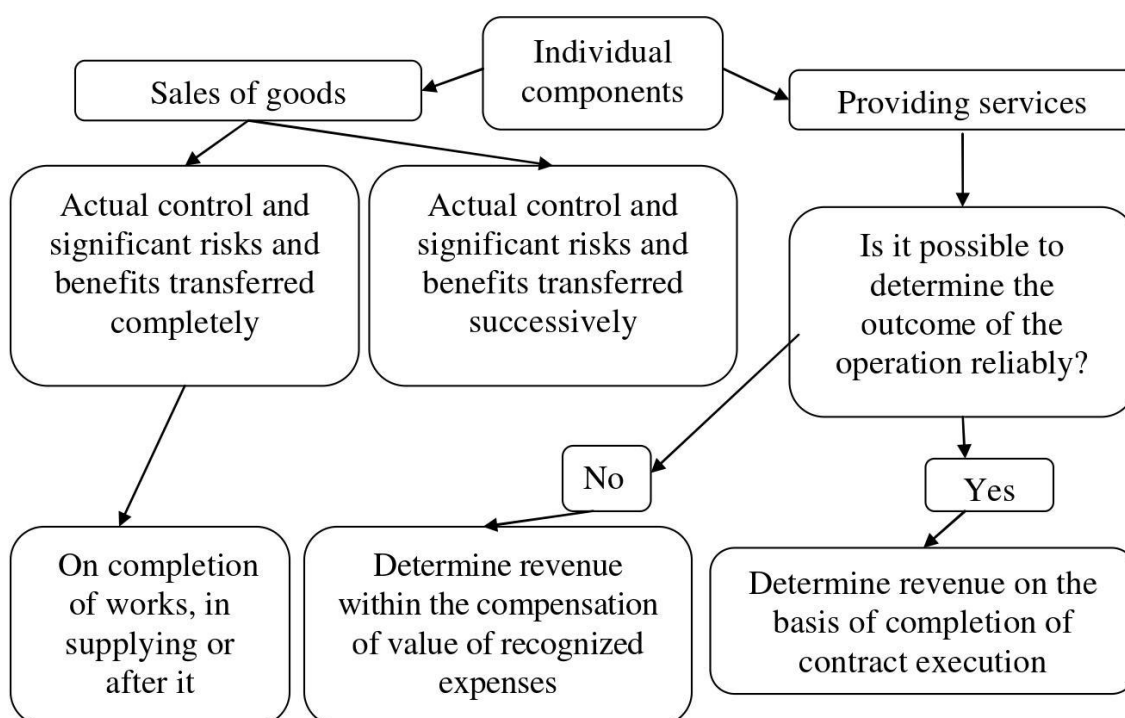 Individual
components
Sales of goods
Providing services
Actual control and
significant risks and
benefits transferred
completely
Actual control and
significant risks and
benefits transferred
successively
Is it possible to
determine the
outcome of the
operation reliably?
No
Yes
On completion
of works, in
supplying or
after it
Determine revenue
within the compensation
of value of recognized
expenses
Determine revenue on the
basis of completion of
contract execution